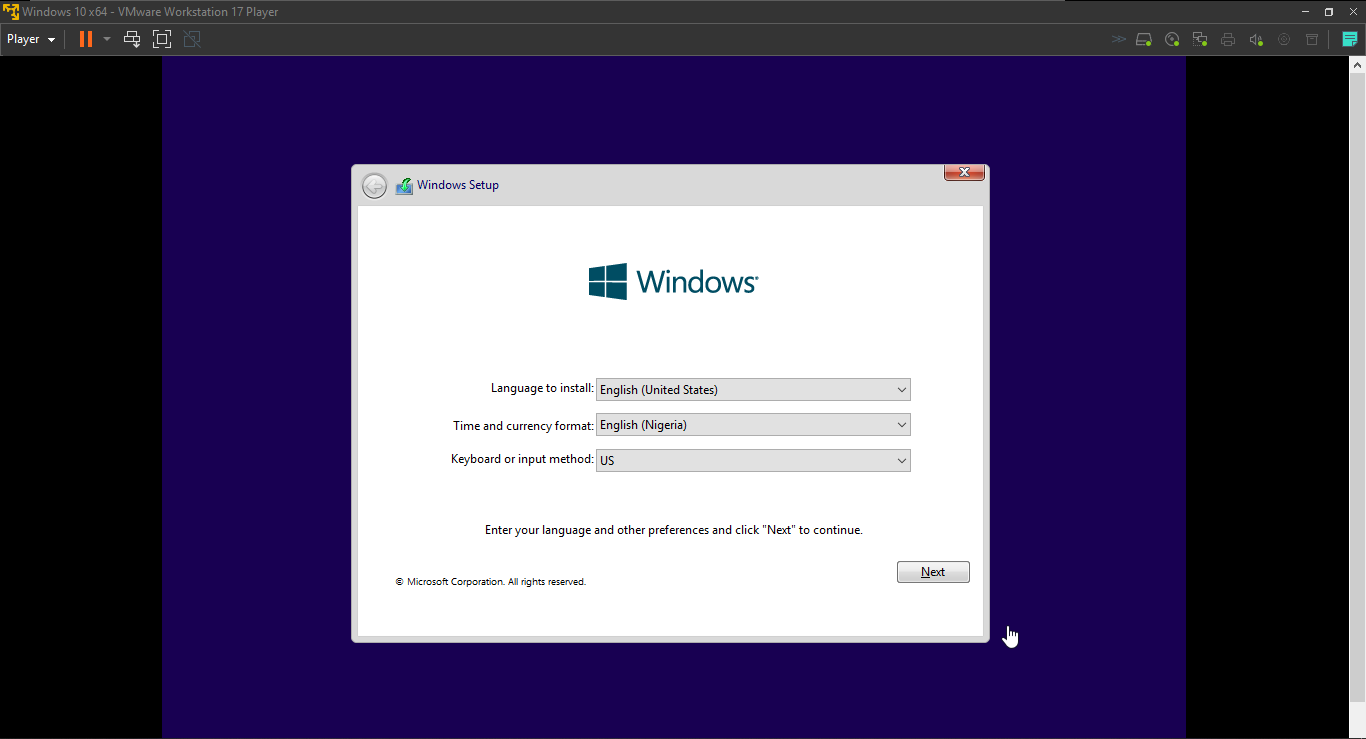 Windows 10 x64 - VMware Workstation 17 Player
Player
Windows Setup
Windows
Language to install: English (United States)
Time and currency format: English (Nigeria)
Keyboard or input method: US
Enter your language and other preferences and click "Next" to continue.
Next
© Microsoft Corporation. All rights reserved.